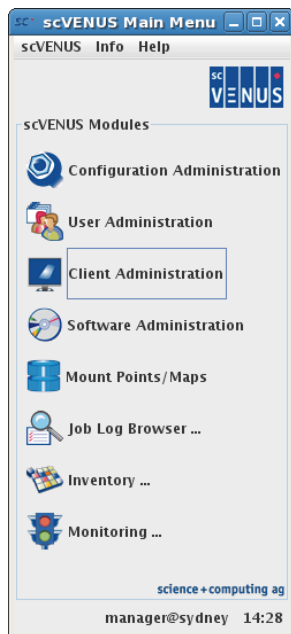 scVENUS Main Menu
scVENUS Info Help
sc
VENUS
scVENUS Modules
Configuration Administration
User Administration
Client Administration
Software Administration
Mount Points/Maps
Job Log Browser ...
Inventory ...
Monitoring ...
science+computing ag
manager@sydney 14:28